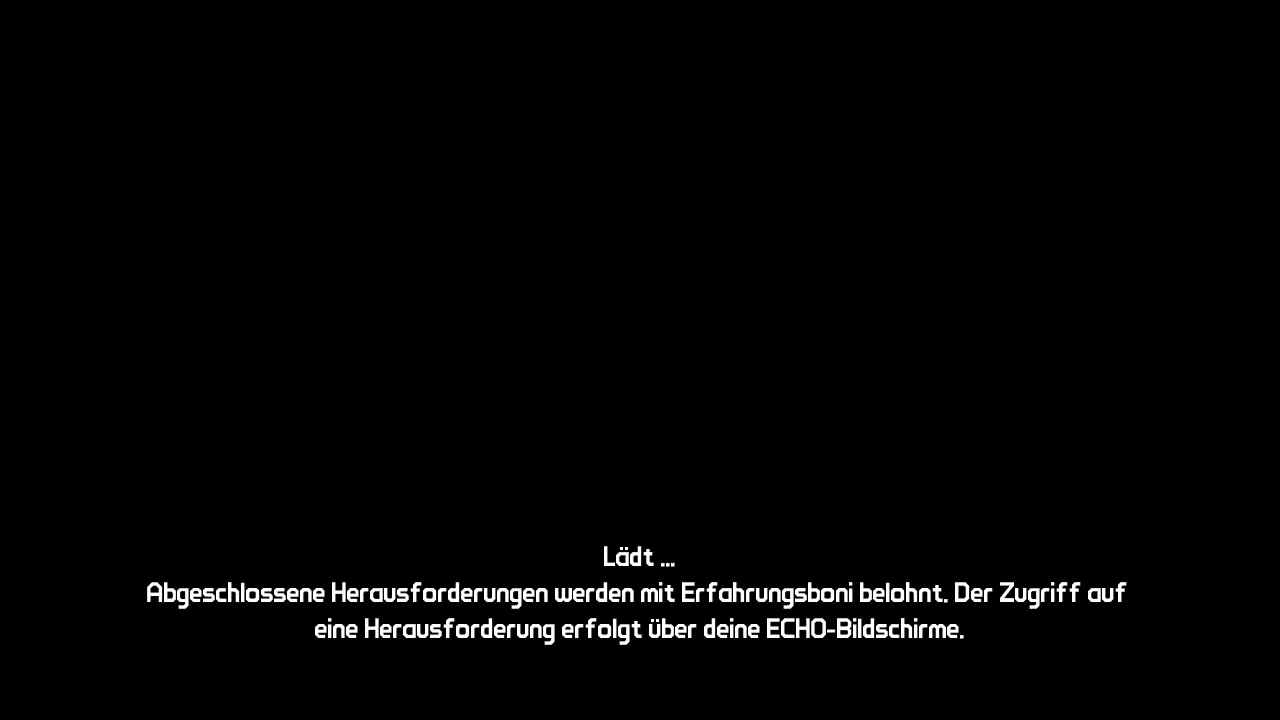 Lädt ...
Abgeschlossene Herausforderungen werden mit Erfahrungsboni belohnt. Der Zugriff auf
eine Herausforderung erfolgt über deine ECHO-Bildschirme.